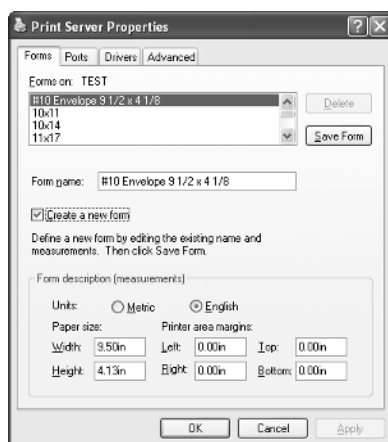 Print Server Properties
Forms Ports Drivers Advanced
Forms on: TEST
#10 Envelope 9 1/2 x 4 1/8
10x11
10x14
11x17
Delete
Save Form
Form name: #10 Envelope 9 1/2 x 4 1/8
Create a new form
Define a new form by editing the existing name and
measurements. Then click Save Form.
Form description (measurements)
Units: Metric English
Paper size: Printer area margins:
Width: 9.50in Left: 0.00in Top: 0.00in
Height: 4.13in Right: 0.00in Bottom: 0.00in
OK Cancel Apply